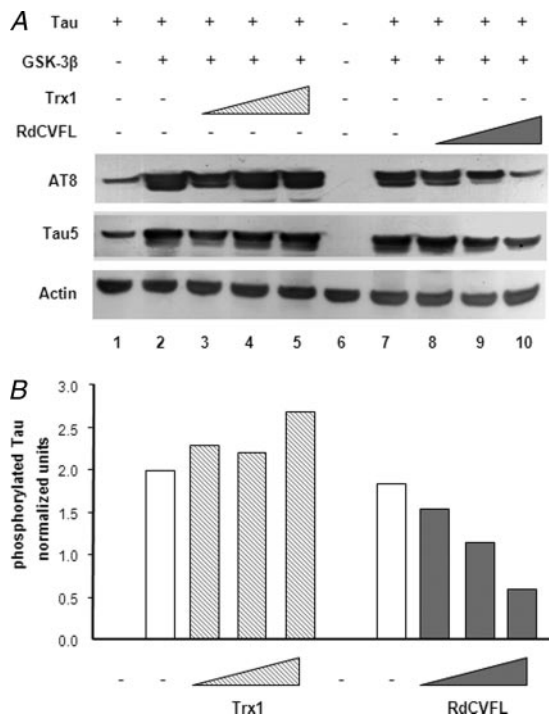 A
Tau + + + + + - + + + +
GSK-3β - + + + + - + + + +
Trx1 - - - - - - -
RdCVFL - - - - - - -
AT8
Tau5
Actin
1 2 3 4 5 6 7 8 9 10
B
phosphorylated Tau
normalized units
3.0
2.5
2.0
1.5
1.0
0.5
0.0
- - - -
Trx1 RdCVFL